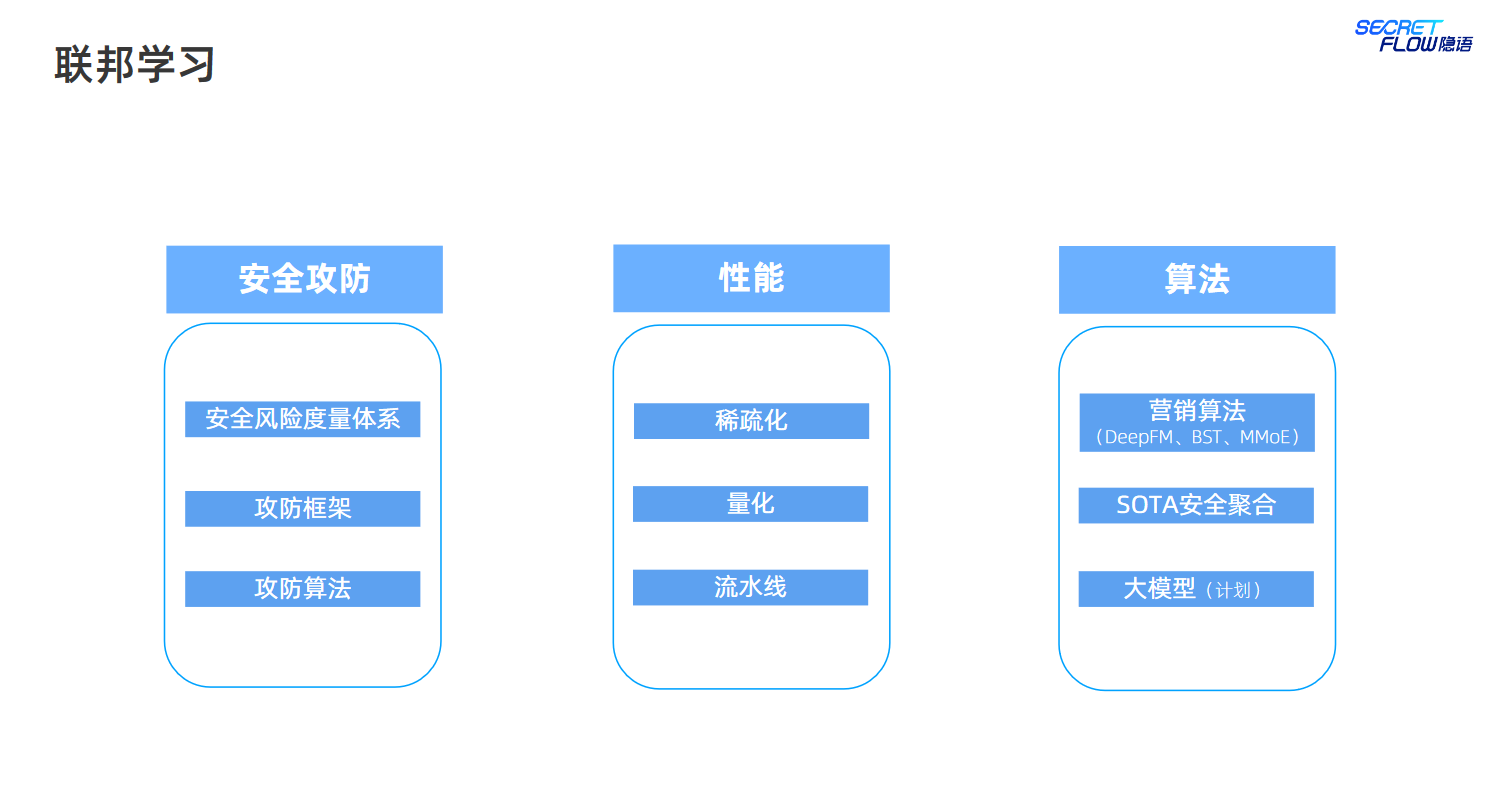 联邦学习
SECRET
FLOW隐语
安全攻防
安全风险度量体系
攻防框架
攻防算法
性能
稀疏化
量化
流水线
算法
营销算法
（DeepFM、BST、MMoE）
SOTA安全聚合
大模型（计划）